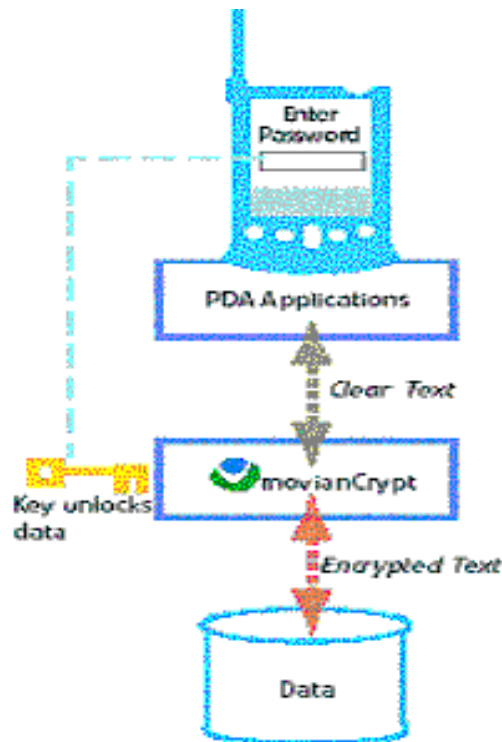 Enter
Password
PDA Applications
Clear Text
movianCrypt
Key unlocks
data
Encrypted Text
Data